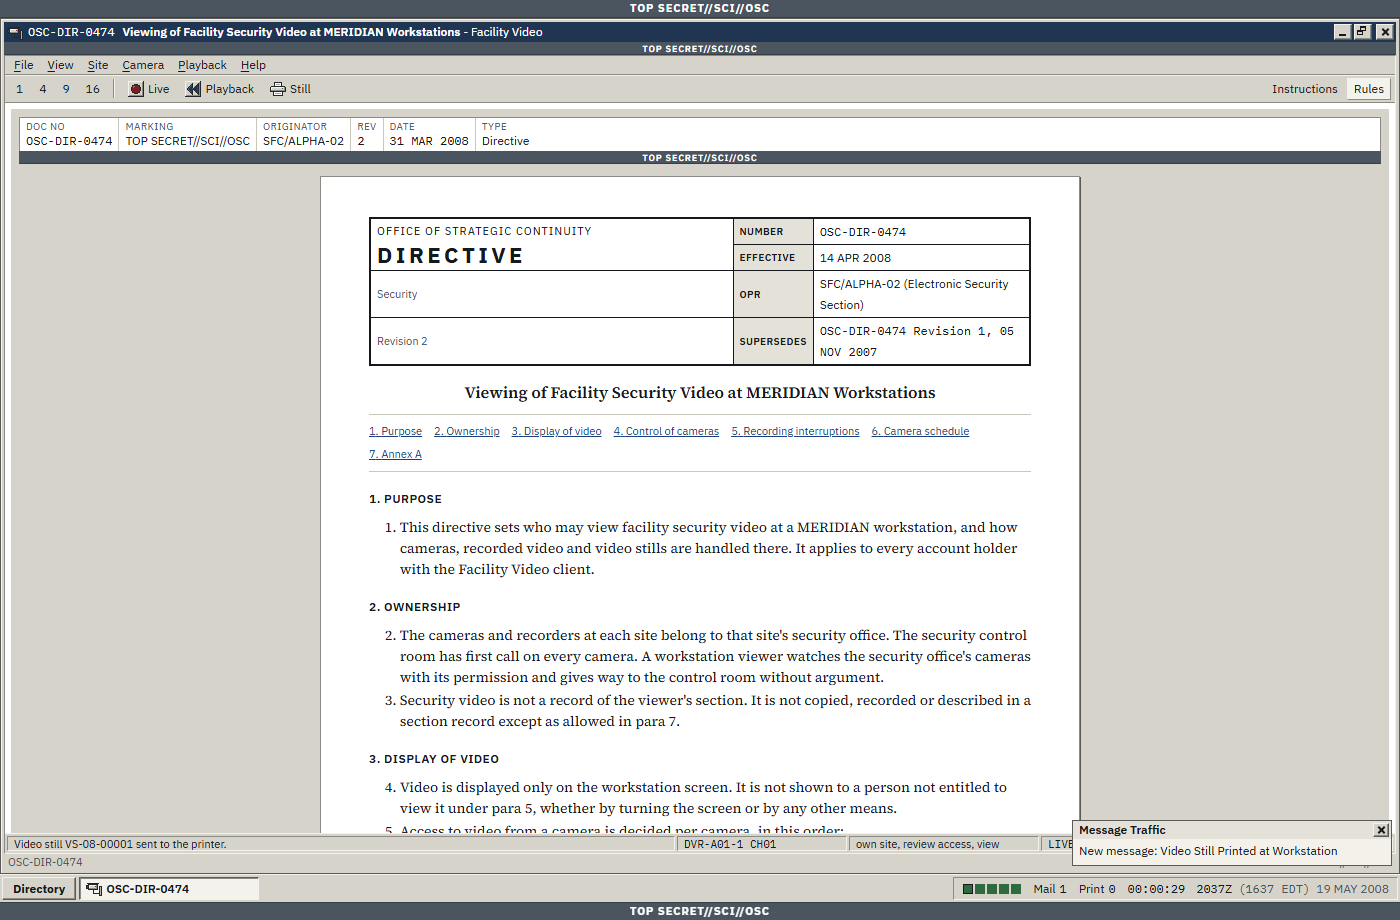 TOP SECRET//SCI//OSC
OSC-DIR-0474 Viewing of Facility Security Video at MERIDIAN Workstations - Facility Video
TOP SECRET//SCI//OSC
File View Site Camera Playback Help
1 4 9 16 Live Playback Still Instructions Rules
DOC NO MARKING ORIGINATOR REV DATE TYPE
OSC-DIR-0474 TOP SECRET//SCI//OSC SFC/ALPHA-02 2 31 MAR 2008 Directive
TOP SECRET//SCI//OSC
OFFICE OF STRATEGIC CONTINUITY
DIRECTIVE
NUMBER OSC-DIR-0474
EFFECTIVE 14 APR 2008
Security
OPR SFC/ALPHA-02 (Electronic Security
Section)
Revision 2
SUPERSEDES OSC-DIR-0474 Revision 1, 05
NOV 2007
Viewing of Facility Security Video at MERIDIAN Workstations
1. Purpose 2. Ownership 3. Display of video 4. Control of cameras 5. Recording interruptions 6. Camera schedule
7. Annex A
1. PURPOSE
1. This directive sets who may view facility security video at a MERIDIAN workstation, and how
cameras, recorded video and video stills are handled there. It applies to every account holder
with the Facility Video client.
2. OWNERSHIP
2. The cameras and recorders at each site belong to that site's security office. The security control
room has first call on every camera. A workstation viewer watches the security office's cameras
with its permission and gives way to the control room without argument.
3. Security video is not a record of the viewer's section. It is not copied, recorded or described in a
section record except as allowed in para 7.
3. DISPLAY OF VIDEO
4. Video is displayed only on the workstation screen. It is not shown to a person not entitled to
view it under para 5, whether by turning the screen or by any other means.
5. Access to video from a camera is decided per camera, in this order:
Video still VS-08-00001 sent to the printer. DVR-A01-1 CH01 own site, review access, view LIVE
OSC-DIR-0474
Message Traffic
New message: Video Still Printed at Workstation
Directory OSC-DIR-0474 Mail 1 Print 0 00:00:29 2037Z (1637 EDT) 19 MAY 2008
TOP SECRET//SCI//OSC